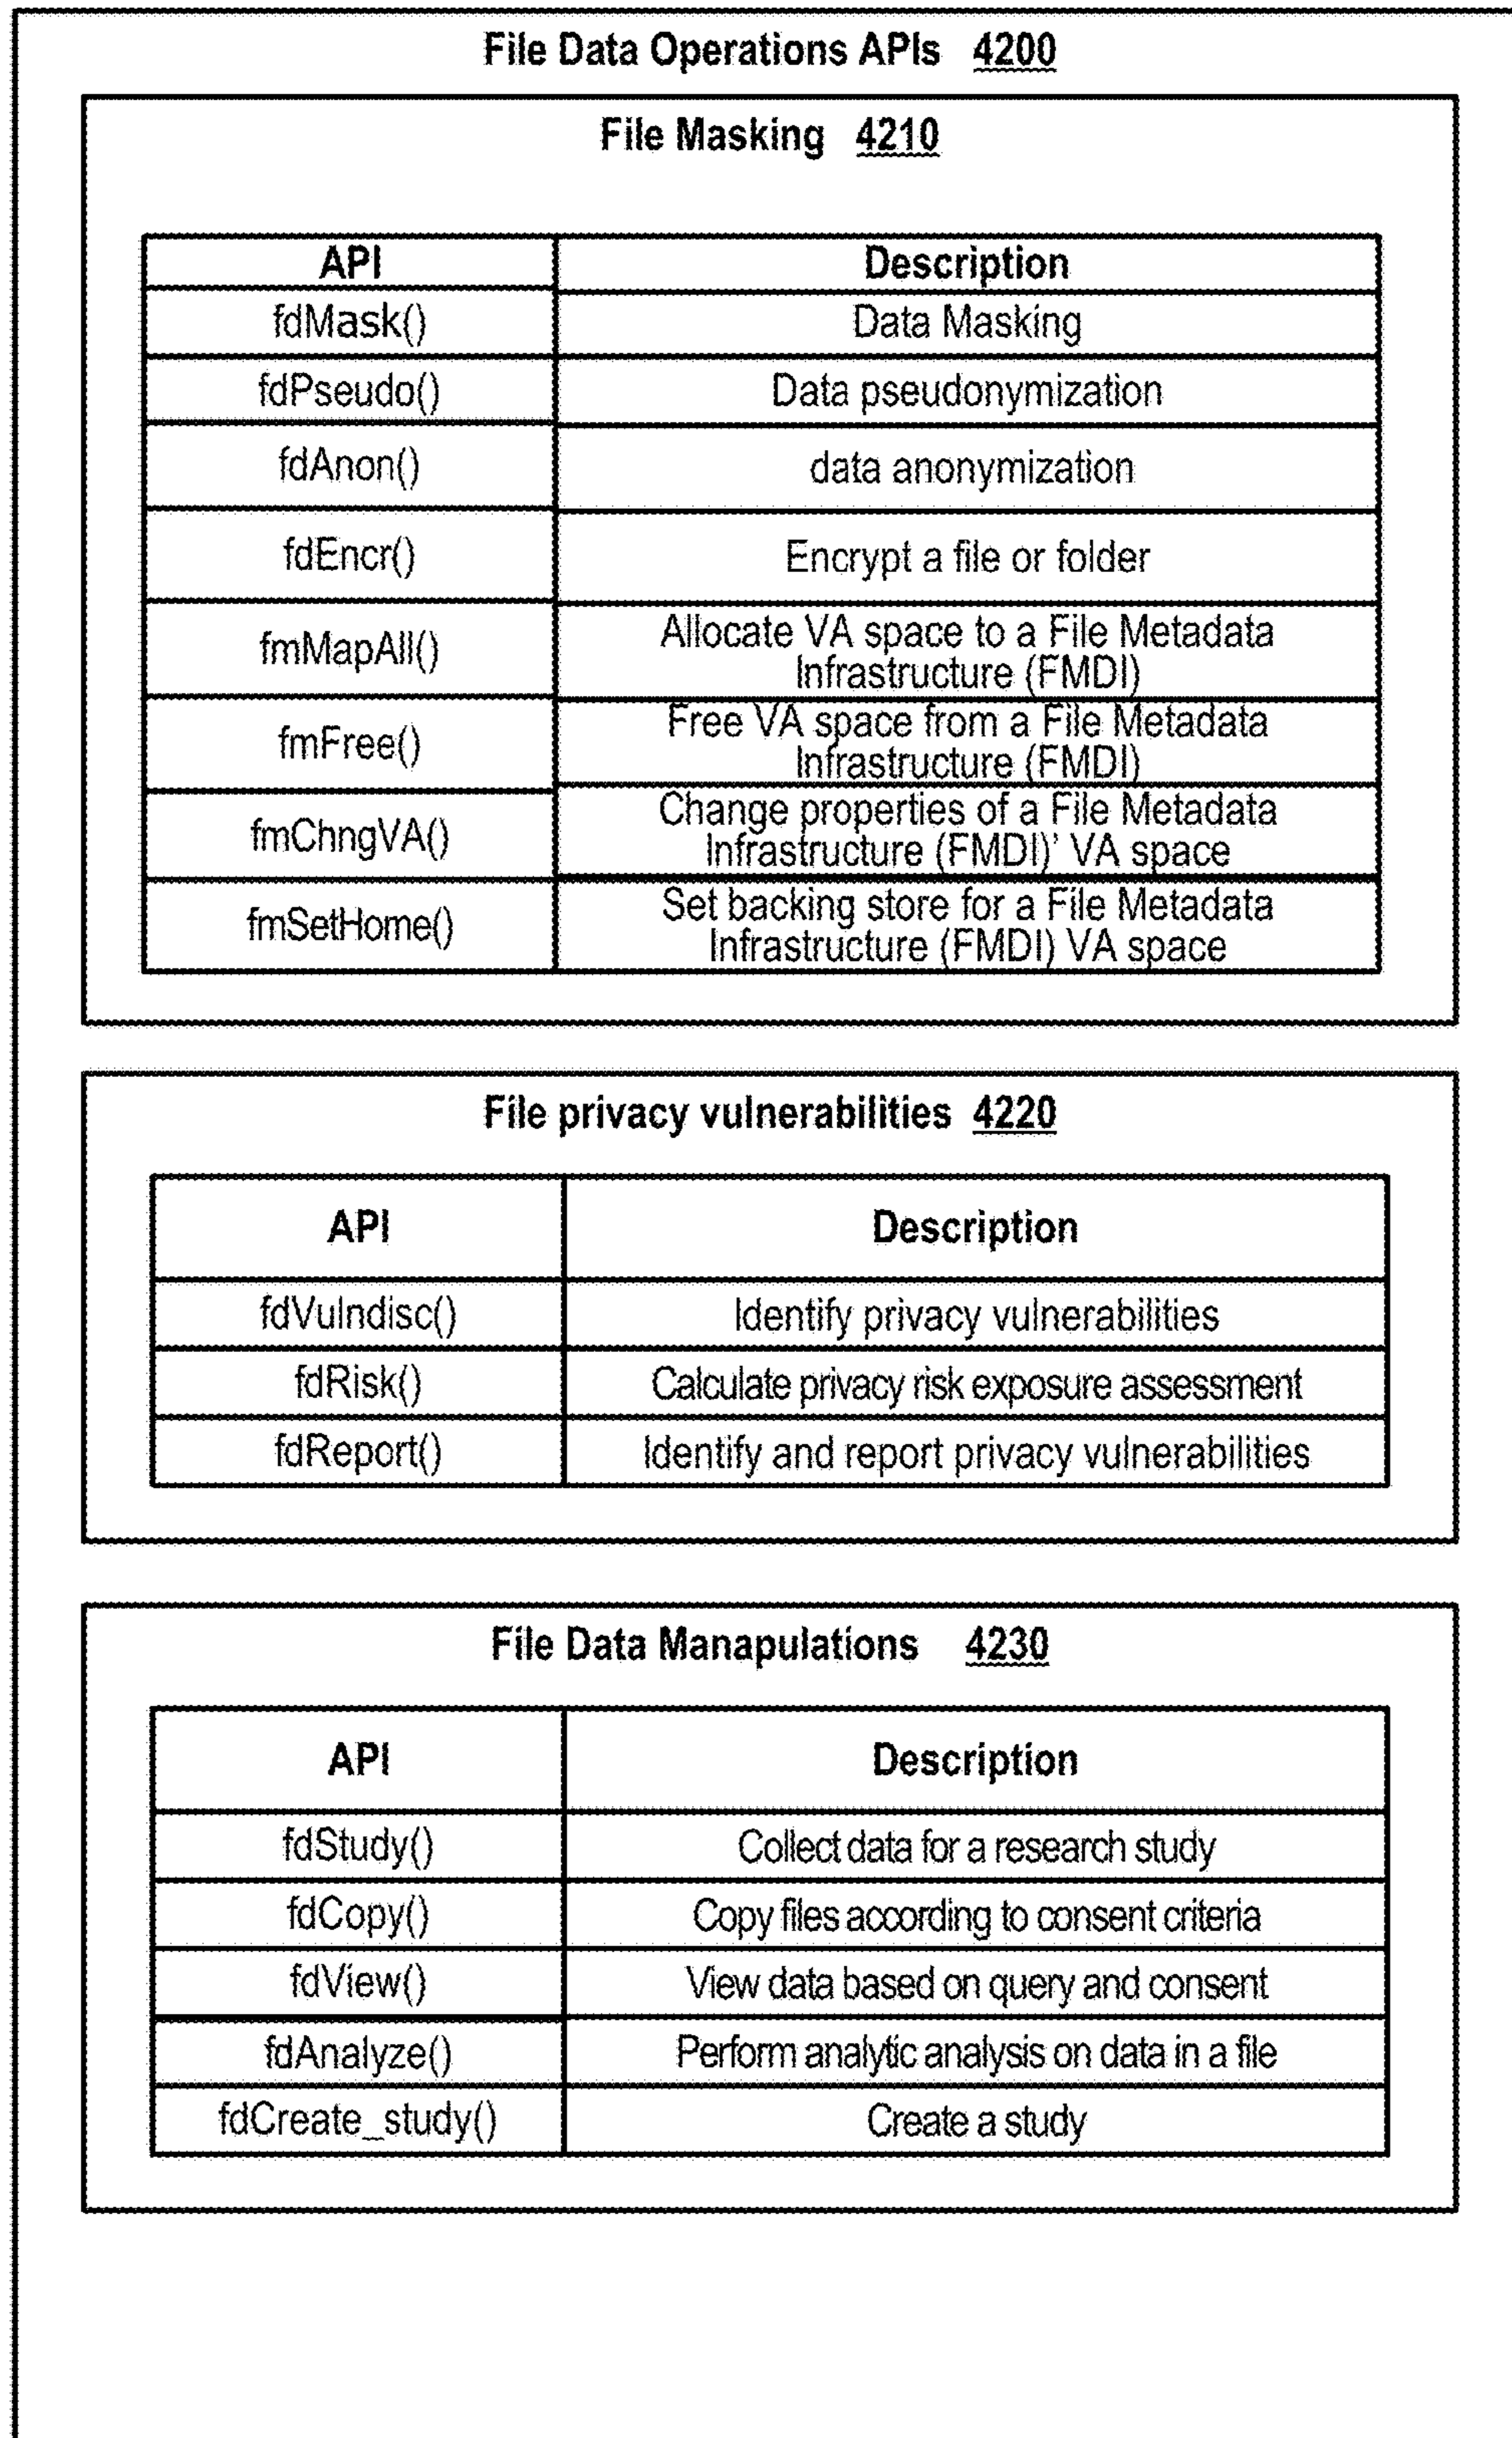 File Data Operations APIs 4200
File Masking 4210
API Description
fdMask() Data Masking
fdPseudo() Data pseudonymization
fdAnon() data anonymization
fdEncr() Encrypt a file or folder
fmMapAll() Allocate VA space to a File Metadata
Infrastructure (FMDI)
fmFree() Free VA space from a File Metadata
Infrastructure (FMDI)
fmChngVA() Change properties of a File Metadata
Infrastructure (FMDI)' VA space
fmSetHome() Set backing store for a File Metadata
Infrastructure (FMDI) VA space
File privacy vulnerabilities 4220
API Description
fdVulndisc() Identify privacy vulnerabilities
fdRisk() Calculate privacy risk exposure assessment
fdReport() Identify and report privacy vulnerabilities
File Data Manapulations 4230
API Description
fdStudy() Collect data for a research study
fdCopy() Copy files according to consent criteria
fdView() View data based on query and consent
fdAnalyze() Perform analytic analysis on data in a file
fdCreate_study() Create a study